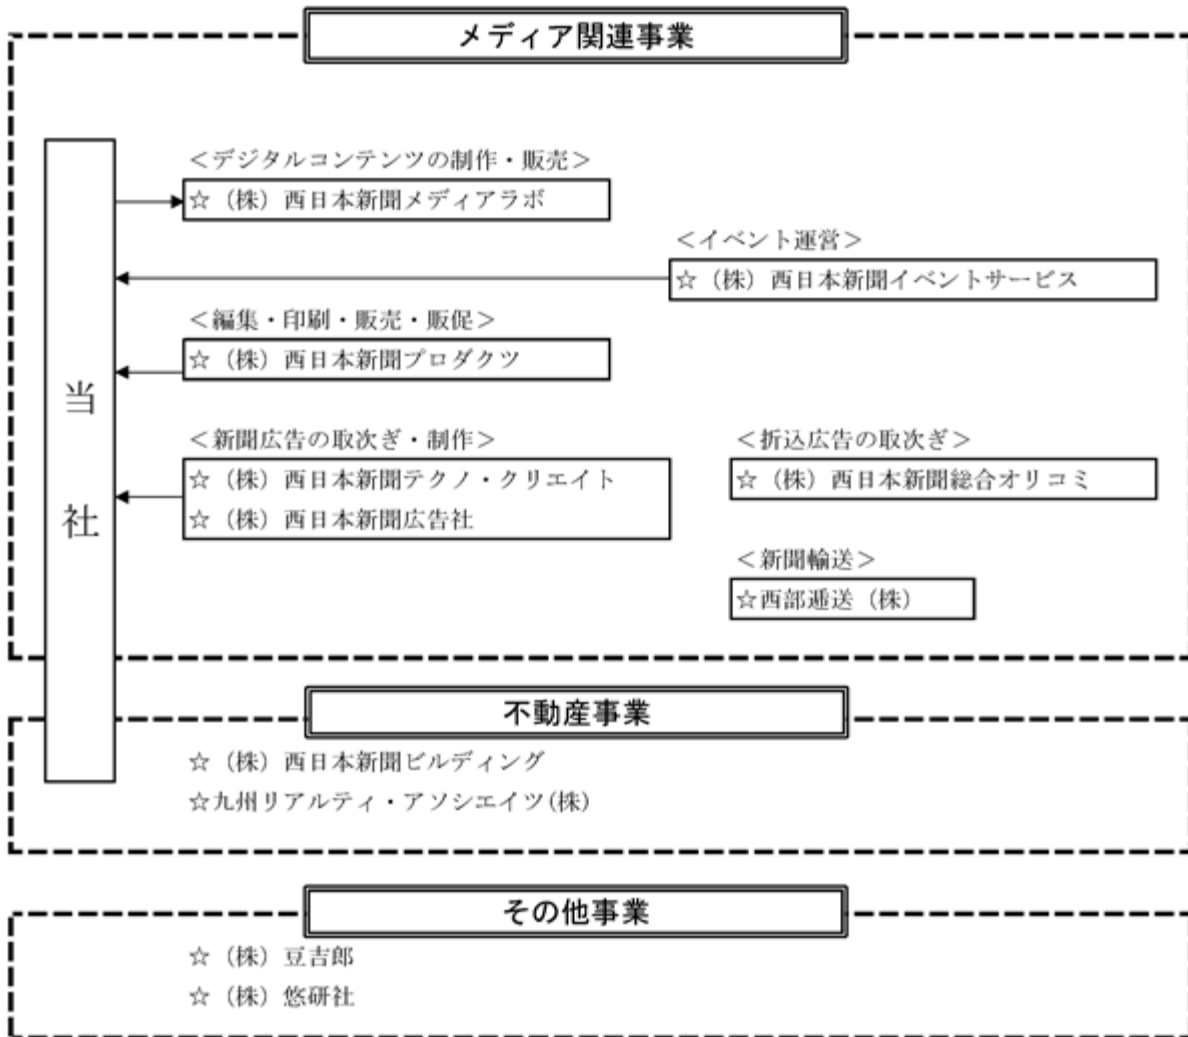 メディア関連事業
当社
＜デジタルコンテンツの制作・販売＞
☆（株）西日本新聞メディアラボ
＜イベント運営＞
☆（株）西日本新聞イベントサービス
＜編集・印刷・販売・販促＞
☆（株）西日本新聞プロダクツ
＜新聞広告の取次ぎ・制作＞
☆（株）西日本新聞テクノ・クリエイト
☆（株）西日本新聞広告社
＜折込広告の取次ぎ＞
☆（株）西日本新聞総合オリコミ
＜新聞輸送＞
☆西部逓送（株）
不動産事業
☆（株）西日本新聞ビルディング
☆九州リアルティ・アソシエイツ(株)
その他事業
☆（株）豆吉郎
☆（株）悠研社